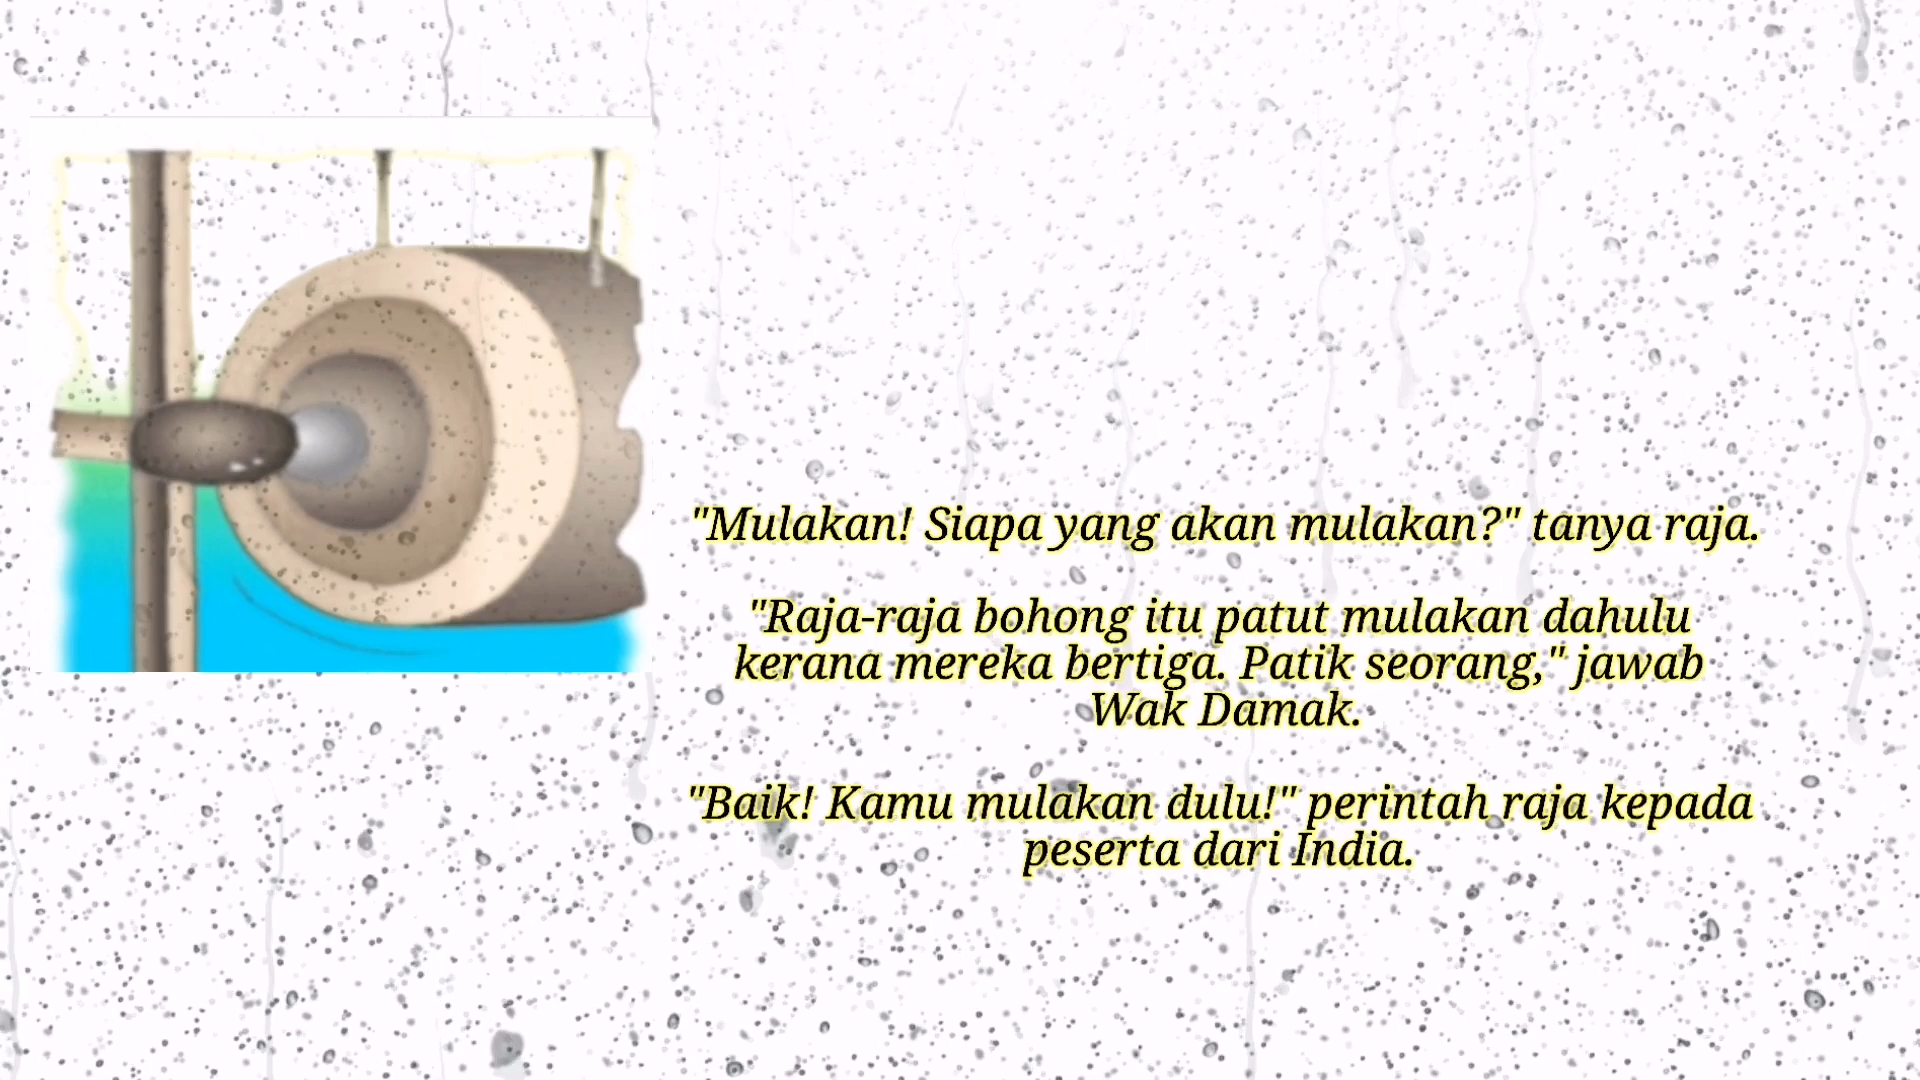 "Mulakan! Siapa yang akan mulakan?" tanya raja.
"Raja-raja bohong itu patut mulakan dahulu
kerana mereka bertiga. Patik seorang," jawab
Wak Damak.
"Baik! Kamu mulakan dulu!" perintah raja kepada
peserta dari India.